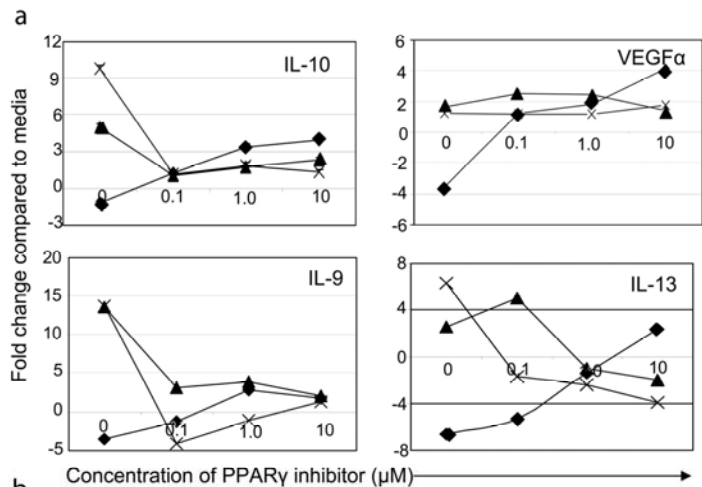 a
Fold change compared to media
IL-10
12
9
6
3
0
-3
0 0.1 1.0 10
VEGFα
6
4
2
0
-2
-4
-6
0 0.1 1.0 10
IL-9
20
15
10
5
0
-5
0 0.1 1.0 10
IL-13
8
4
0
-4
-8
0 0.1 10
Concentration of PPARγ inhibitor (µM)